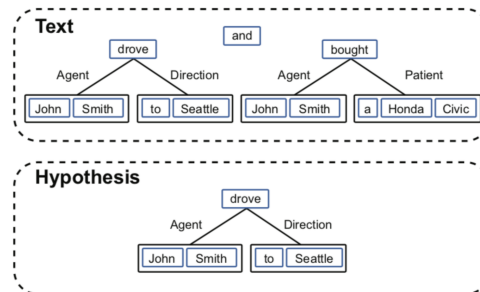 Text
and
drove
bought
Agent Direction Agent Patient
John Smith to Seattle John Smith a Honda Civic
Hypothesis
drove
Agent Direction
John Smith to Seattle